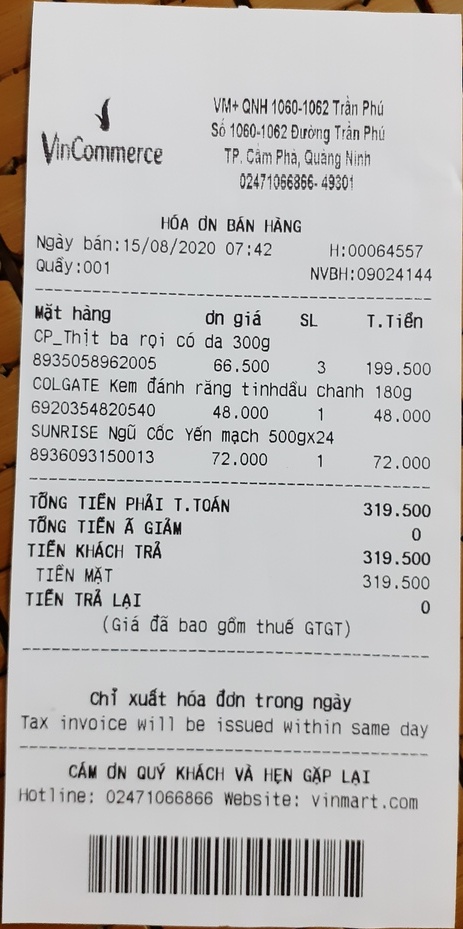 VinCommerce
VM+ QNH 1060-1062 Trần Phú
Số 1060-1062 Đường Trần Phú
TP. Cẩm Phả, Quảng Ninh
02471066866- 49301
HÓA ƠN BÁN HÀNG
Ngày bán:15/08/2020 07:42 H:00064557
Quầy:001 NVBH:09024144
Mặt hàng ơn giá SL T.Tiền
CP_Thịt ba rọi có da 300g
8935058962005 66.500 3 199.500
COLGATE Kem đánh răng tinhdầu chanh 180g
6920354820540 48.000 1 48.000
SUNRISE Ngũ Cốc Yến mạch 500gx24
8936093150013 72.000 1 72.000
TỔNG TIỀN PHẢI T.TOÁN 319.500
TỔNG TIỀN Ã GIẢM 0
TIỀN KHÁCH TRẢ 319.500
TIỀN MẶT 319.500
TIỀN TRẢ LẠI 0
(Giá đã bao gồm thuế GTGT)
Chỉ xuất hóa đơn trong ngày
Tax invoice will be issued within same day
CÁM ƠN QUÝ KHÁCH VÀ HẸN GẶP LẠI
Hotline: 02471066866 Website: vinmart.com